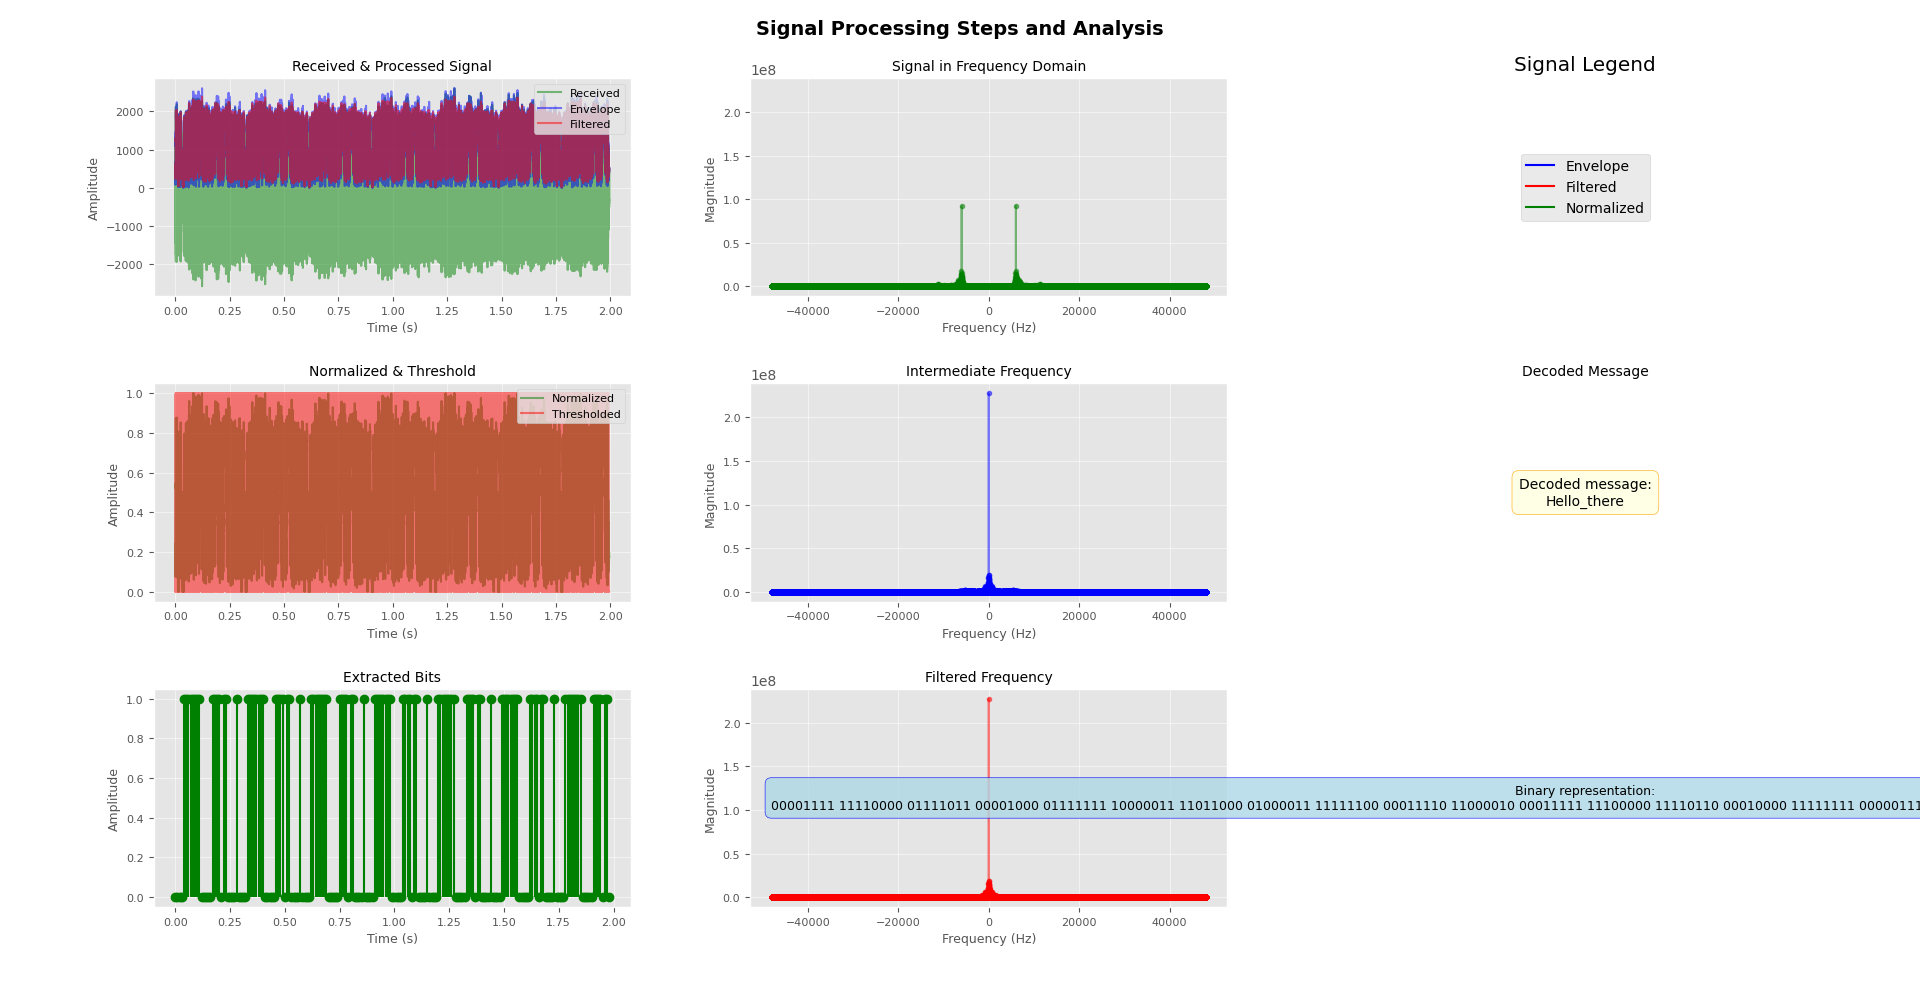 Signal Processing Steps and Analysis
Received & Processed Signal
Received
Envelope
Filtered
2000
1000
0
−1000
−2000
Amplitude
0.00 0.25 0.50 0.75 1.00 1.25 1.50 1.75 2.00
Time (s)
Signal in Frequency Domain
1e8
2.0
1.5
1.0
0.5
0.0
Magnitude
−40000 −20000 0 20000 40000
Frequency (Hz)
Signal Legend
Envelope
Filtered
Normalized
Normalized & Threshold
Normalized
Thresholded
1.0
0.8
0.6
0.4
0.2
0.0
Amplitude
0.00 0.25 0.50 0.75 1.00 1.25 1.50 1.75 2.00
Time (s)
Intermediate Frequency
1e8
2.0
1.5
1.0
0.5
0.0
Magnitude
−40000 −20000 0 20000 40000
Frequency (Hz)
Decoded Message
Decoded message:
Hello_there
Extracted Bits
1.0
0.8
0.6
0.4
0.2
0.0
Amplitude
0.00 0.25 0.50 0.75 1.00 1.25 1.50 1.75 2.00
Time (s)
Filtered Frequency
1e8
2.0
1.5
1.0
0.5
0.0
Magnitude
−40000 −20000 0 20000 40000
Frequency (Hz)
Binary representation:
00001111 11110000 01111011 00001000 01111111 10000011 11011000 01000011 11111100 00011110 11000010 00011111 11100000 11110110 00010000 11111111 00000111